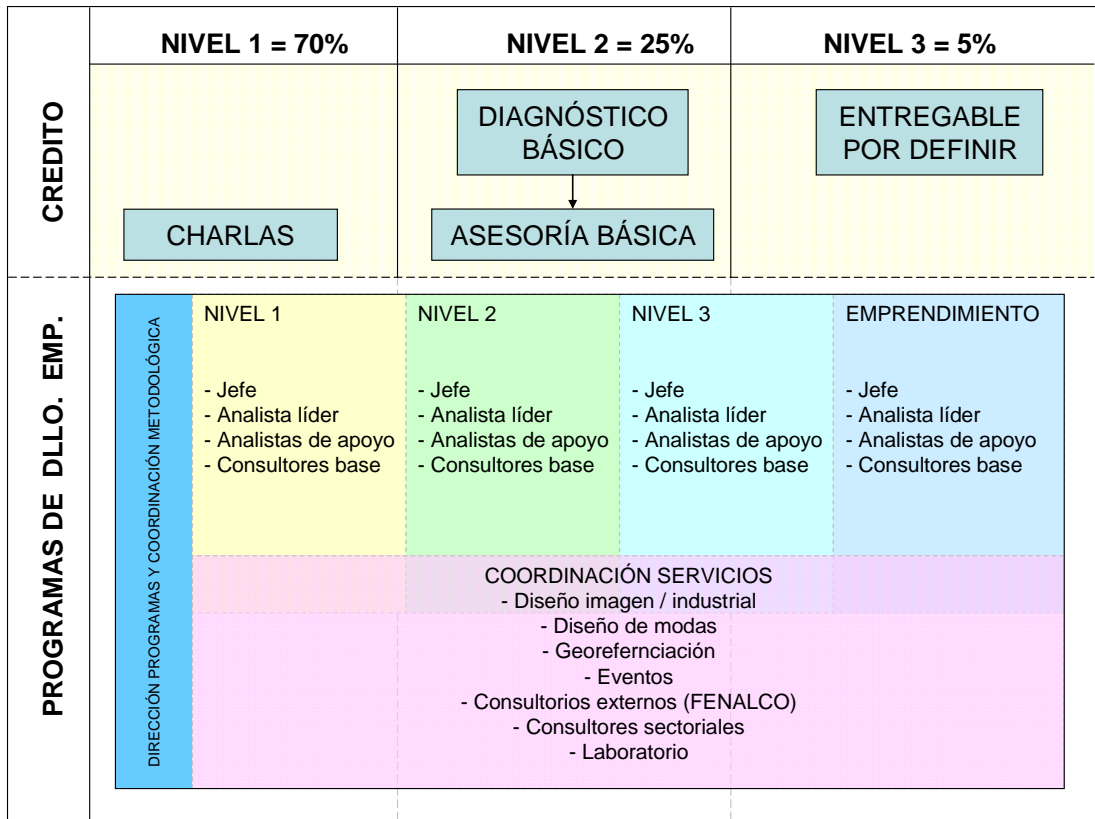 NIVEL 1 = 70%
NIVEL 2 = 25%
NIVEL 3 = 5%
CREDITO
DIAGNÓSTICO
BÁSICO
ENTREGABLE
POR DEFINIR
CHARLAS
ASESORÍA BÁSICA
PROGRAMAS DE DLLO. EMP.
DIRECCIÓN PROGRAMAS Y COORDINACIÓN METODOLÓGICA
NIVEL 1
- Jefe
- Analista líder
- Analistas de apoyo
- Consultores base
NIVEL 2
- Jefe
- Analista líder
- Analistas de apoyo
- Consultores base
NIVEL 3
- Jefe
- Analista líder
- Analistas de apoyo
- Consultores base
EMPRENDIMIENTO
- Jefe
- Analista líder
- Analistas de apoyo
- Consultores base
COORDINACIÓN SERVICIOS
- Diseño imagen / industrial
- Diseño de modas
- Georefernciación
- Eventos
- Consultorios externos (FENALCO)
- Consultores sectoriales
- Laboratorio